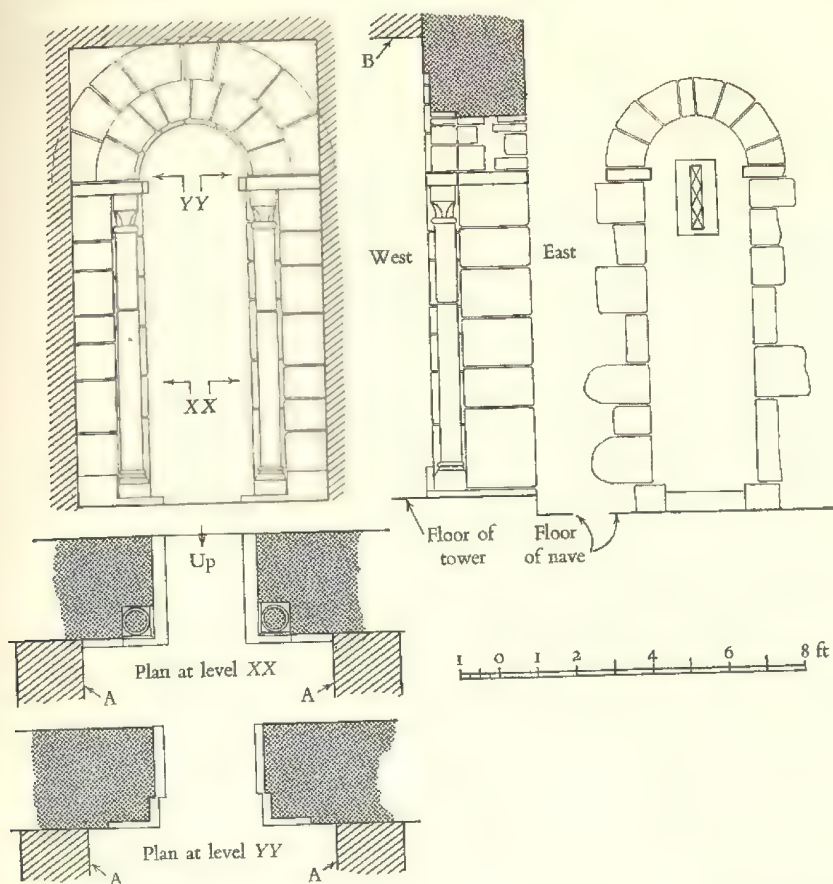 B
YY
West
East
XX
Floor of
tower
Floor
of nave
Up
Plan at level XX
A
A
1 0 1 2 4 6 8 ft
Plan at level YY
A
A